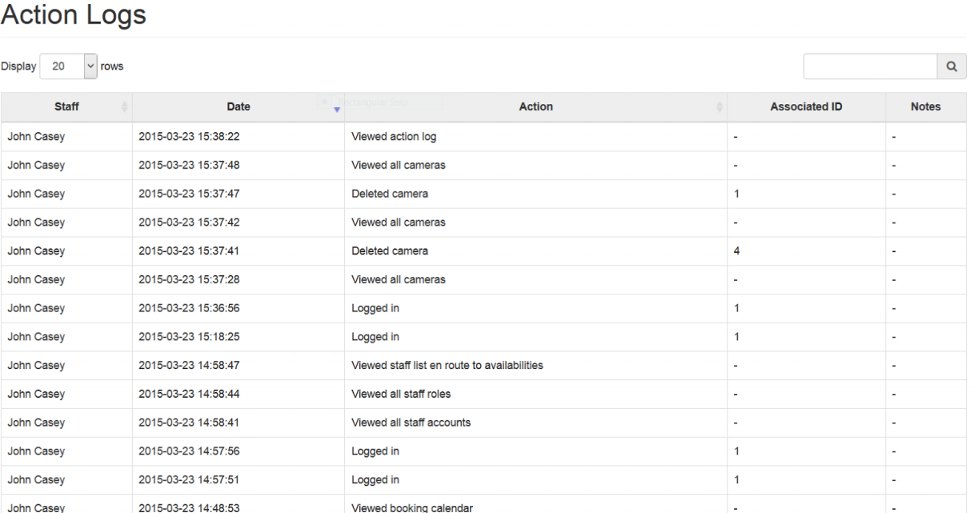 Action Logs
Display 20 rows
Staff Date Action Associated ID Notes
John Casey 2015-03-23 15:38:22 Viewed action log - -
John Casey 2015-03-23 15:37:48 Viewed all cameras - -
John Casey 2015-03-23 15:37:47 Deleted camera 1 -
John Casey 2015-03-23 15:37:42 Viewed all cameras - -
John Casey 2015-03-23 15:37:41 Deleted camera 4 -
John Casey 2015-03-23 15:37:28 Viewed all cameras - -
John Casey 2015-03-23 15:36:56 Logged in 1 -
John Casey 2015-03-23 15:18:25 Logged in 1 -
John Casey 2015-03-23 14:58:47 Viewed staff list en route to availabilities - -
John Casey 2015-03-23 14:58:44 Viewed all staff roles - -
John Casey 2015-03-23 14:58:41 Viewed all staff accounts - -
John Casey 2015-03-23 14:57:56 Logged in 1 -
John Casey 2015-03-23 14:57:51 Logged in 1 -
John Casey 2015-03-23 14:48:53 Viewed booking calendar - -